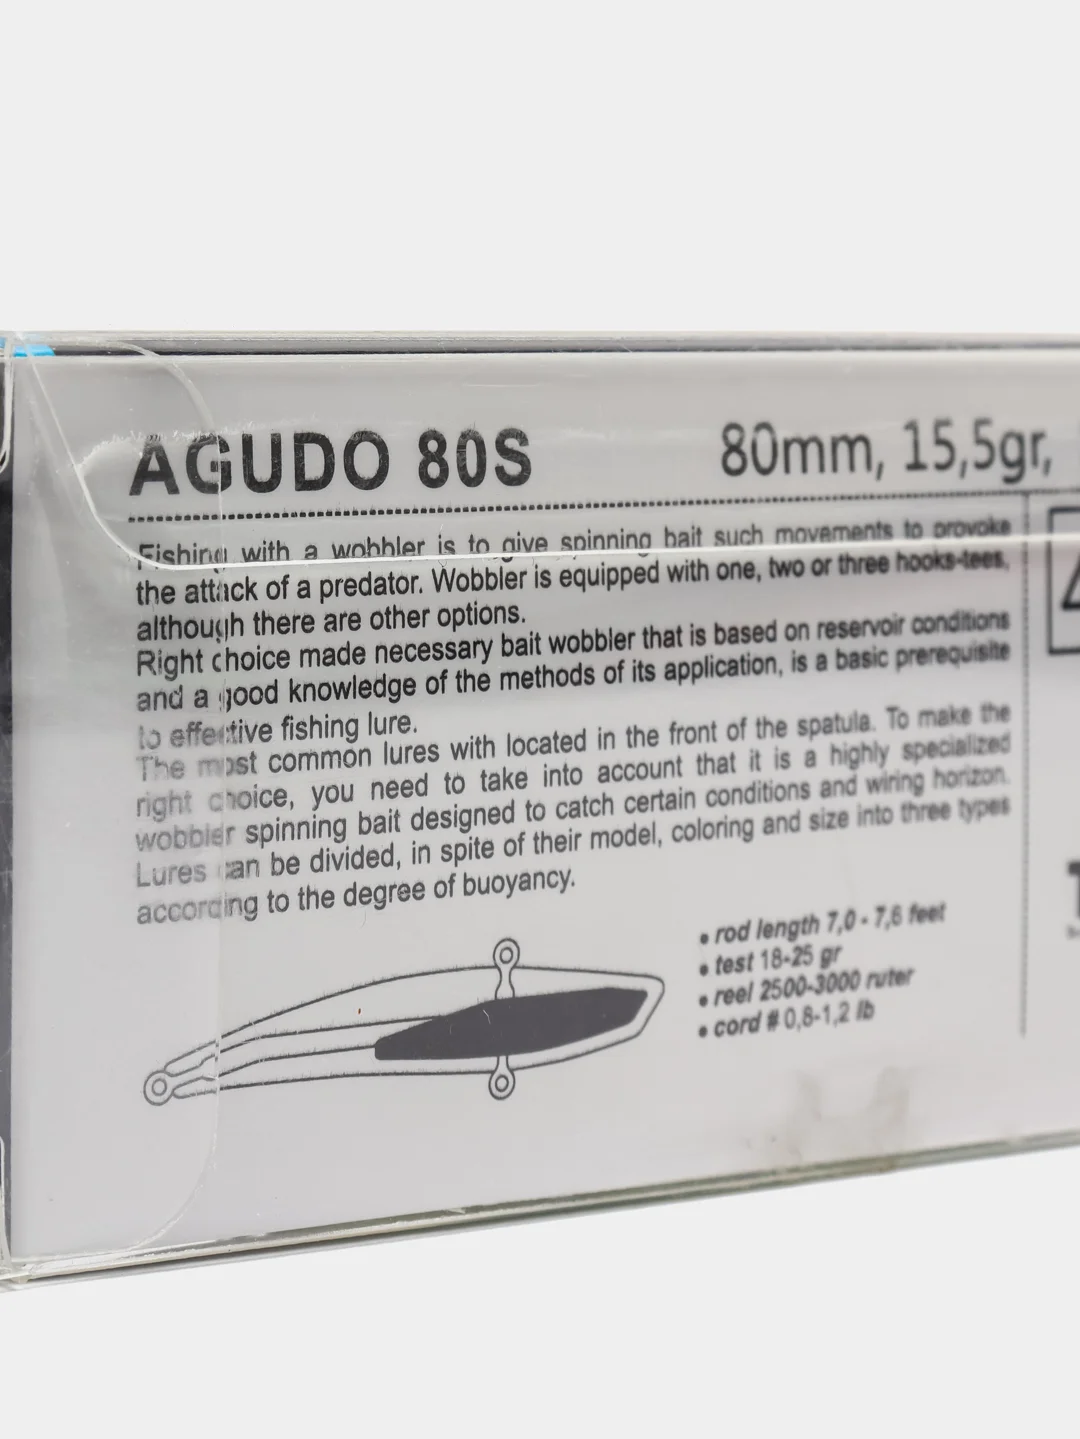 AGUDO 80S
80mm, 15,5gr,
Fishing with a wobbler is to give spinning bait such movements to provoke
the attack of a predator. Wobbler is equipped with one, two or three hooks-tees,
although there are other options.
Right choice made necessary bait wobbler that is based on reservoir conditions
and a good knowledge of the methods of its application, is a basic prerequisite
to effective fishing lure.
The most common lures with located in the front of the spatula. To make the
right choice, you need to take into account that it is a highly specialized
wobbler spinning bait designed to catch certain conditions and wiring horizon.
Lures can be divided, in spite of their model, coloring and size into three types
according to the degree of buoyancy.
• rod length 7,0 - 7,6 feet
• test 18-25 gr
• reel 2500-3000 ruter
• cord # 0,8-1,2 lb